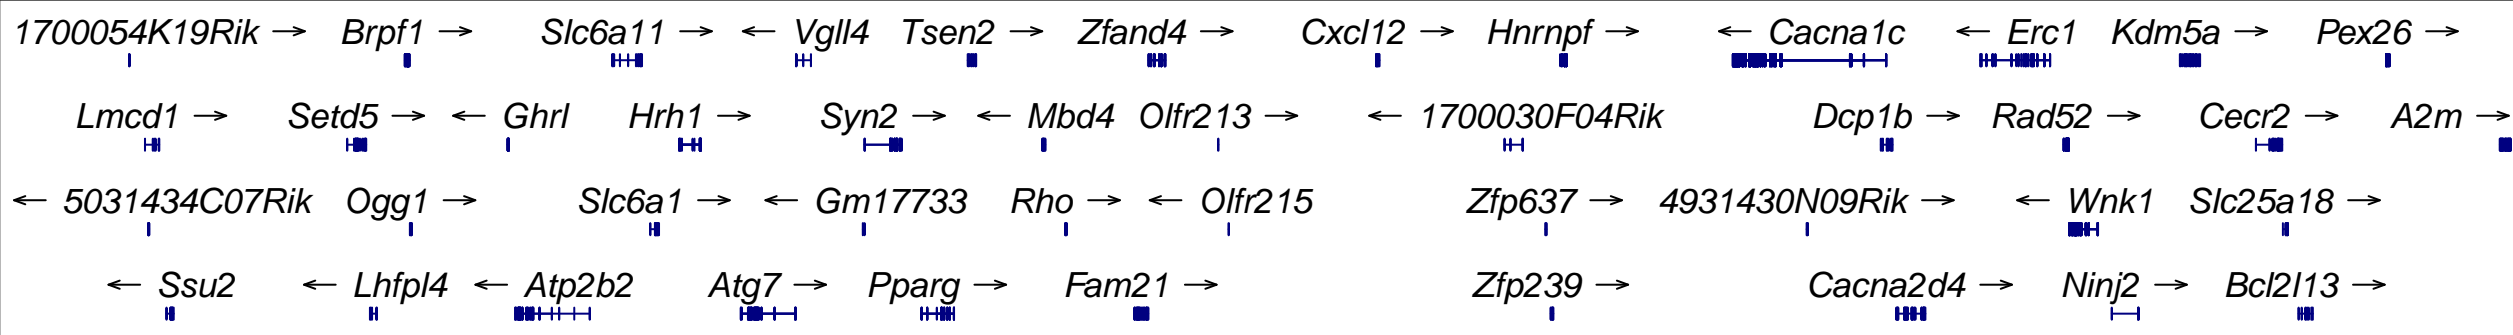 1700054K19Rik → Brpf1 → Slc6a11 → ← Vgll4 Tsen2 → Zfand4 → Cxcl12 → Hnrnpf → ← Cacna1c ← Erc1 Kdm5a → Pex26 →
Lmcd1 → Setd5 → ← Ghrl Hrh1 → Syn2 → ← Mbd4 Olfr213 → ← 1700030F04Rik Dcp1b → Rad52 → Cecr2 → A2m →
← 5031434C07Rik Ogg1 → Slc6a1 → ← Gm17733 Rho → ← Olfr215 Zfp637 → 4931430N09Rik → ← Wnk1 Slc25a18 →
← Ssu2 ← Lhfpl4 ← Atp2b2 Atg7 → Pparg → Fam21 → Zfp239 → Cacna2d4 → Ninj2 → Bcl2l13 →